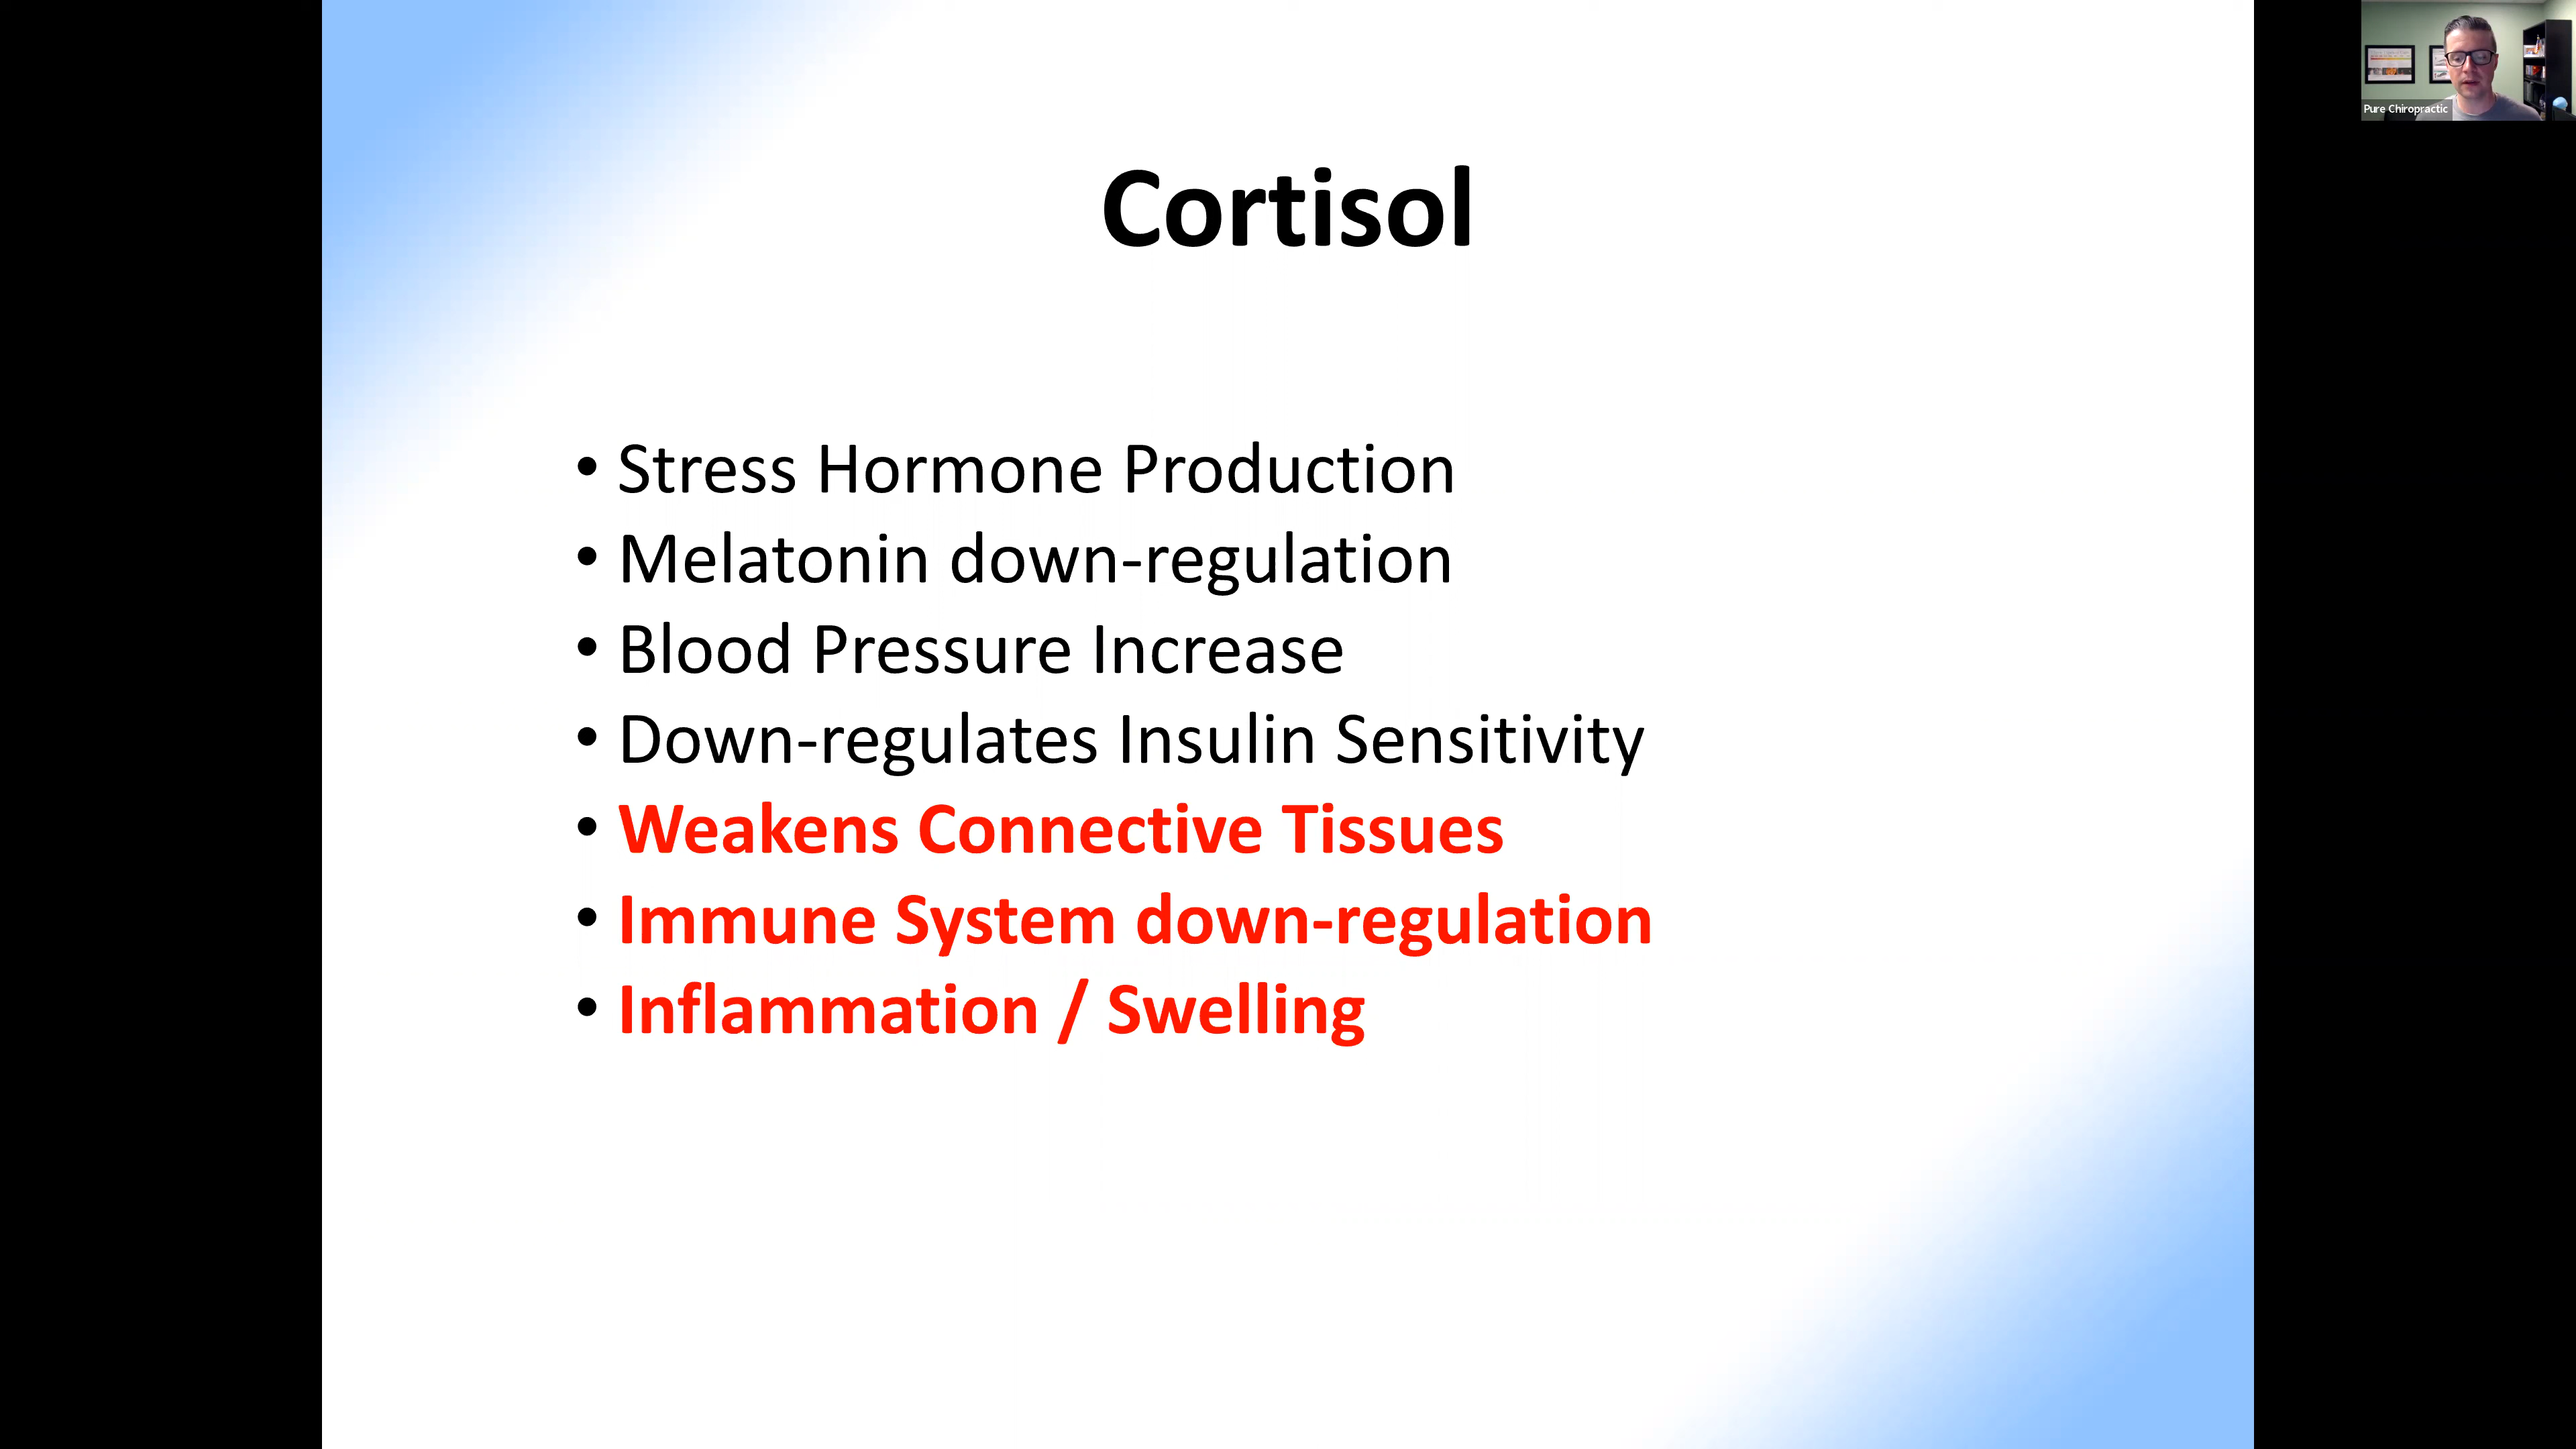 Pure Chiropractic
Cortisol
• Stress Hormone Production
• Melatonin down-regulation
• Blood Pressure Increase
• Down-regulates Insulin Sensitivity
• Weakens Connective Tissues
• Immune System down-regulation
• Inflammation / Swelling